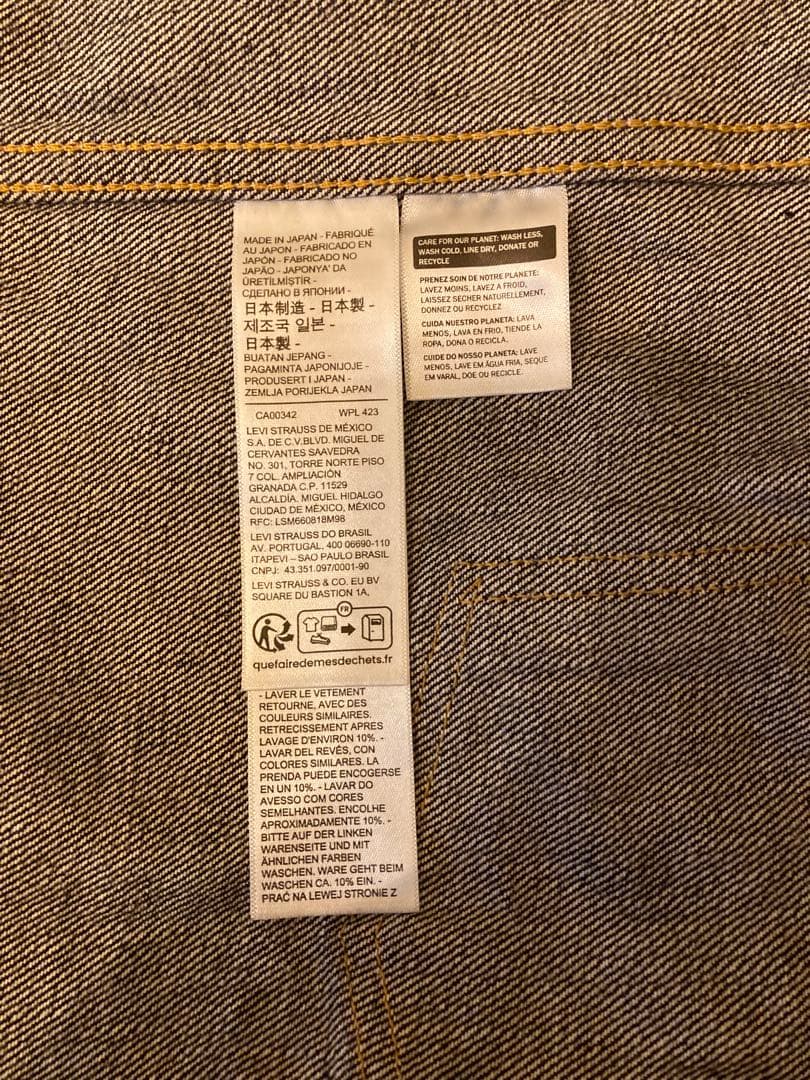 MADE IN JAPAN - FABRIQUÉ
AU JAPON - FABRICADO EN
JAPÓN - FABRICADO NO
JAPÃO - JAPONYA' DA
ÜRETİLMİŞTİR -
СДЕЛАНО В ЯПОНИИ -
日本制造 - 日本製 -
제조국 일본 -
日本製 -
BUATAN JEPANG -
PAGAMINTA JAPONIJOJE -
PRODUSERT I JAPAN -
ZEMLJA PORIJEKLA JAPAN
CA00342 WPL 423
LEVI STRAUSS DE MÉXICO
S.A. DE C.V.BLVD. MIGUEL DE
CERVANTES SAAVEDRA
NO. 301, TORRE NORTE PISO
7 COL. AMPLIACIÓN
GRANADA C.P. 11529
ALCALDÍA. MIGUEL HIDALGO
CIUDAD DE MÉXICO, MÉXICO
RFC: LSM660818M98
LEVI STRAUSS DO BRASIL
AV. PORTUGAL, 400 06690-110
ITAPEVI – SAO PAULO BRASIL
CNPJ: 43.351.097/0001-90
LEVI STRAUSS & CO. EU BV
SQUARE DU BASTION 1A,
FR
quefairedemesdechets.fr
- LAVER LE VETEMENT
RETOURNE, AVEC DES
COULEURS SIMILAIRES.
RETRECISSEMENT APRES
LAVAGE D'ENVIRON 10%. -
LAVAR DEL REVÉS, CON
COLORES SIMILARES. LA
PRENDA PUEDE ENCOGERSE
EN UN 10%. - LAVAR DO
AVESSO COM CORES
SEMELHANTES. ENCOLHE
APROXIMADAMENTE 10%. -
BITTE AUF DER LINKEN
WARENSEITE UND MIT
ÄHNLICHEN FARBEN
WASCHEN. WARE GEHT BEIM
WASCHEN CA. 10% EIN. -
PRAĆ NA LEWEJ STRONIE Z
CARE FOR OUR PLANET: WASH LESS,
WASH COLD, LINE DRY, DONATE OR
RECYCLE
PRENEZ SOIN DE NOTRE PLANETE:
LAVEZ MOINS, LAVEZ A FROID,
LAISSEZ SECHER NATURELLEMENT,
DONNEZ OU RECYCLEZ
CUIDA NUESTRO PLANETA: LAVA
MENOS, LAVA EN FRIO, TIENDE LA
ROPA, DONA O RECICLA.
CUIDE DO NOSSO PLANETA: LAVE
MENOS, LAVE EM ÁGUA FRIA, SEQUE
EM VARAL, DOE OU RECICLE.